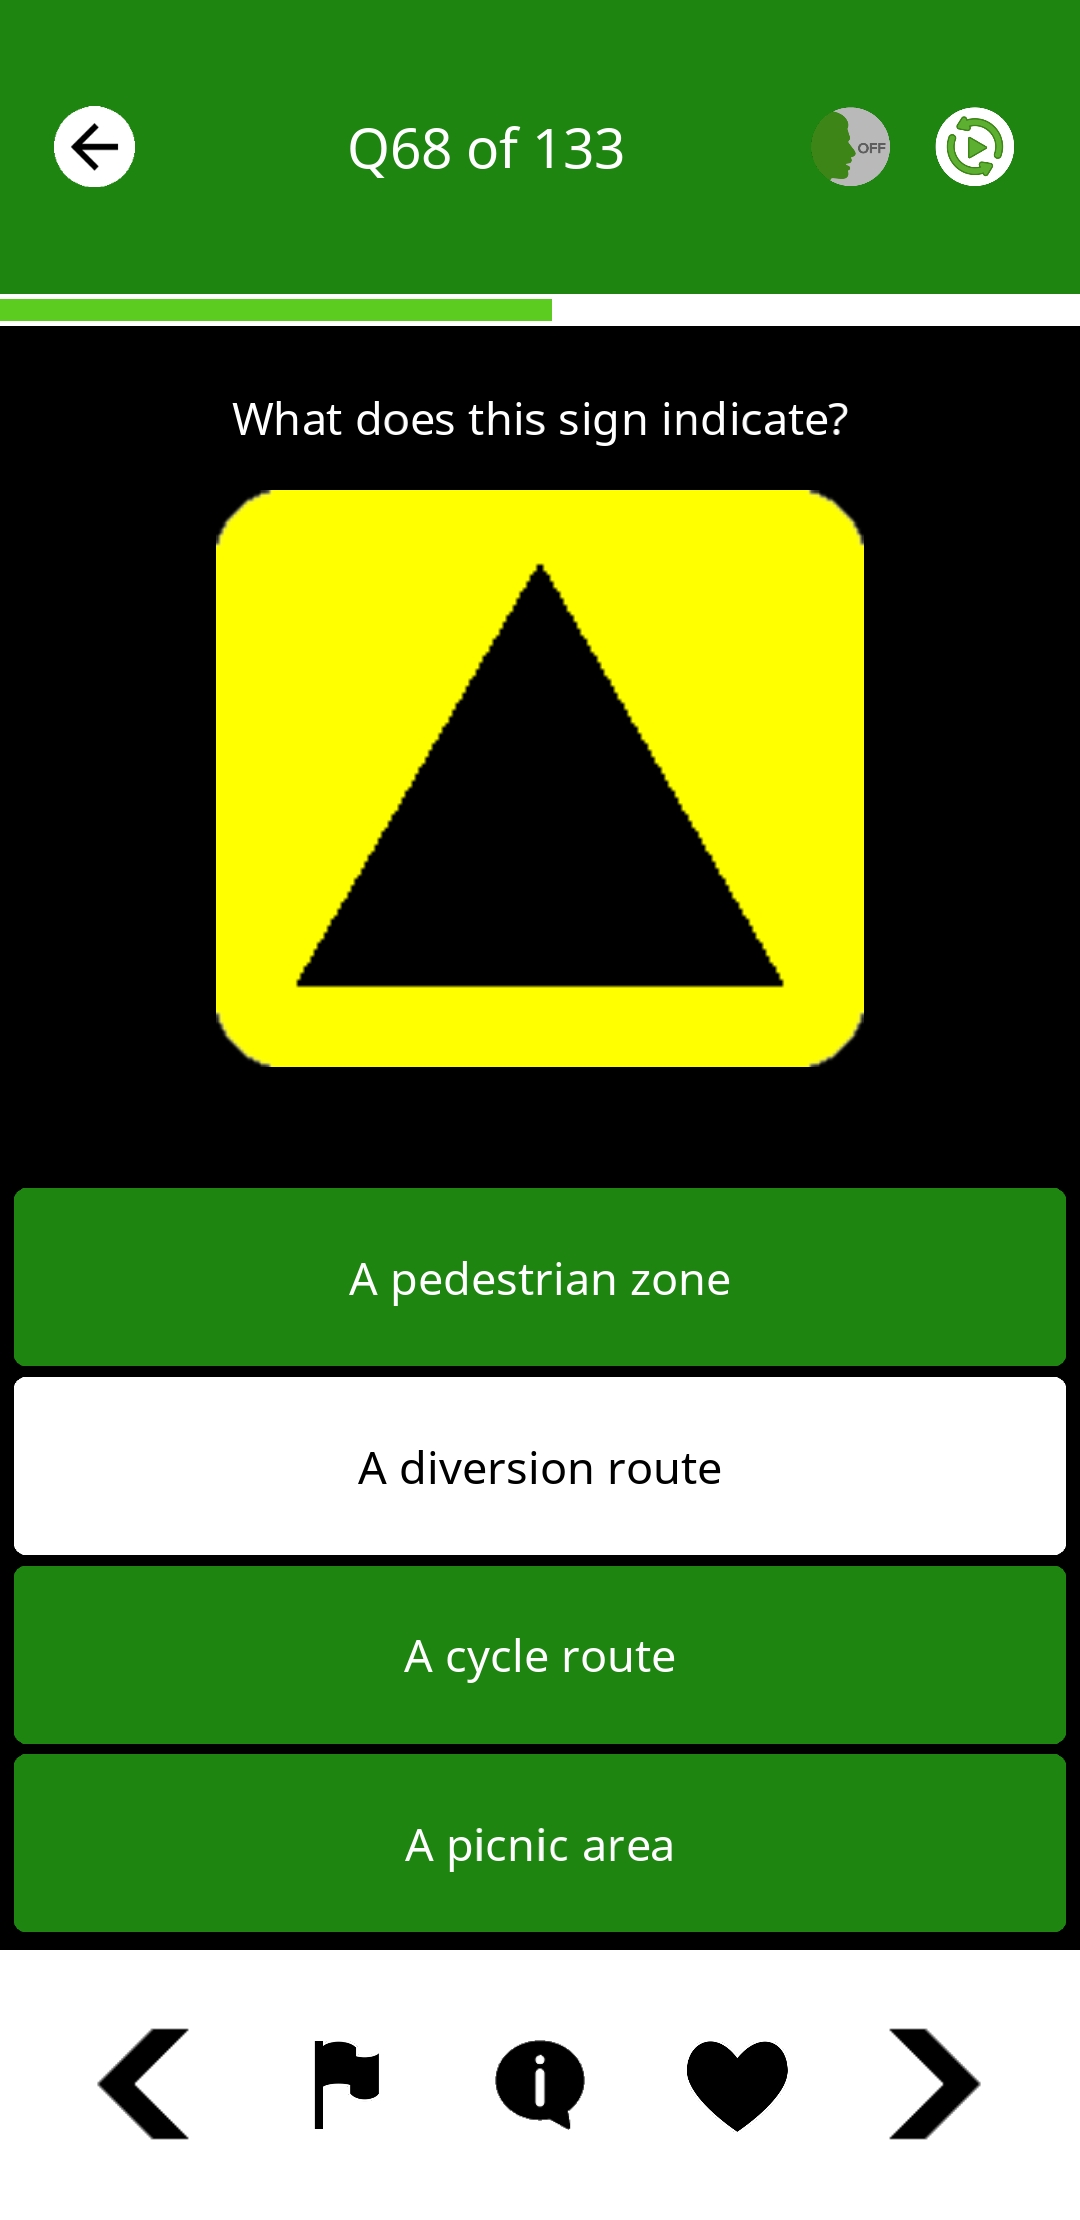 Q68 of 133
OFF
What does this sign indicate?
A pedestrian zone
A diversion route
A cycle route
A picnic area